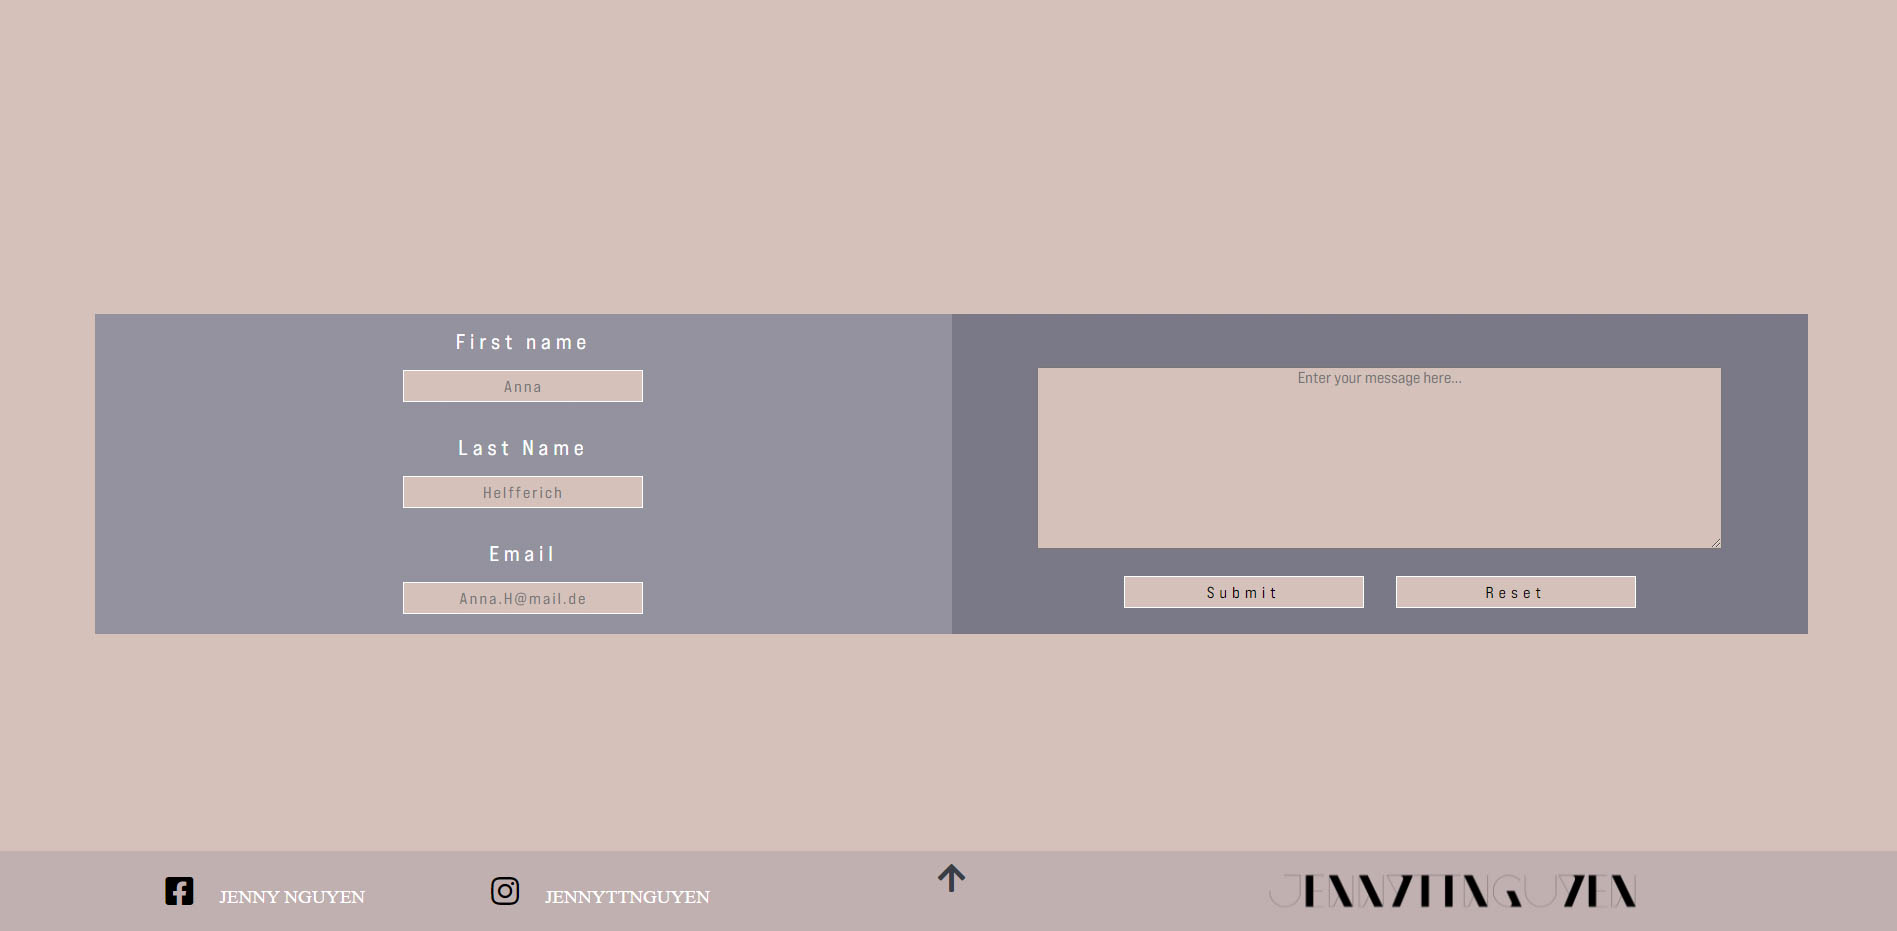 First name
Anna
Last Name
Helfferich
Email
Anna.H@mail.de
Enter your message here...
Submit
Reset
JENNY NGUYEN
JENNYTTNGUYEN
JENNYTTNGUYEN